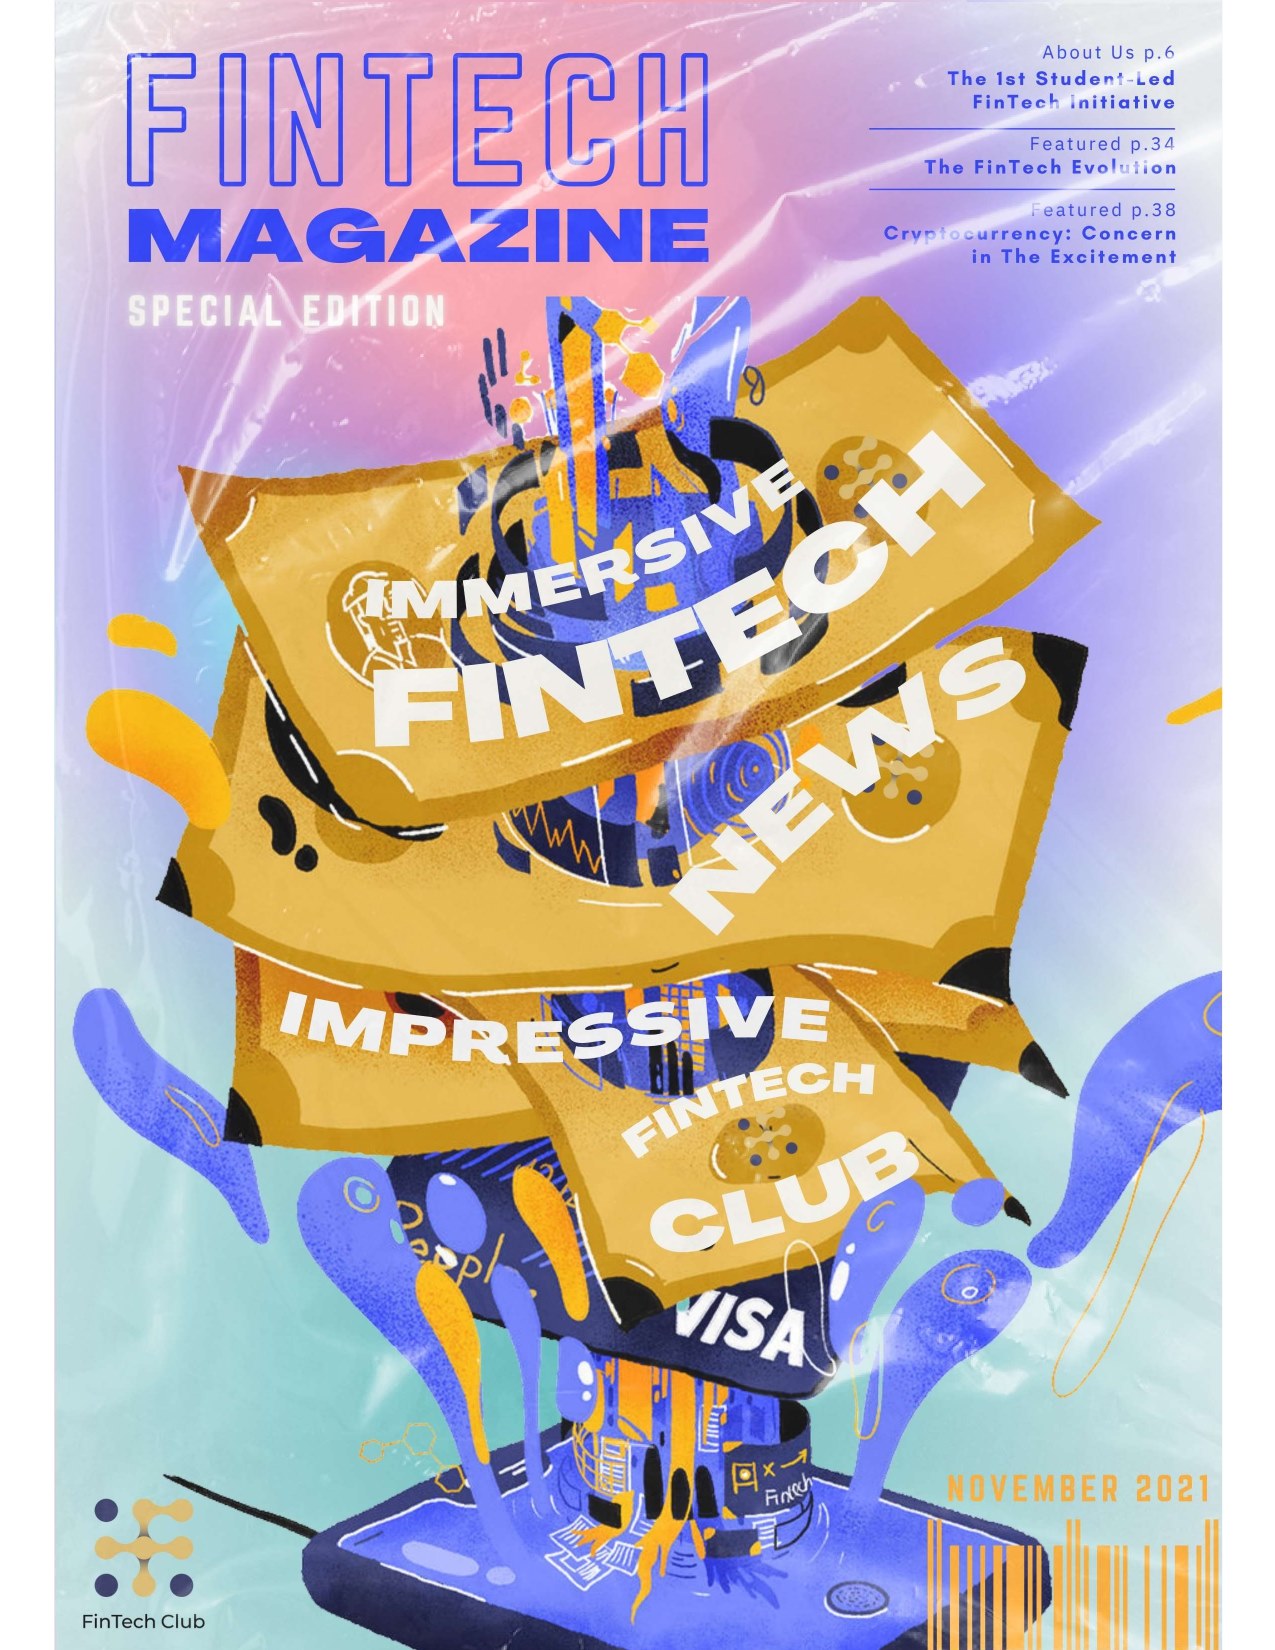 FINTECH
MAGAZINE
SPECIAL EDITION
About Us p.6
The 1st Student-Led
FinTech Initiative
Featured p.34
The FinTech Evolution
Featured p.38
Cryptocurrency: Concern
in The Excitement
IMMERSIVE
FINTECH
NEWS
IMPRESSIVE
FINTECH
CLUB
VISA
x
Fintech
NOVEMBER 2021
FinTech Club